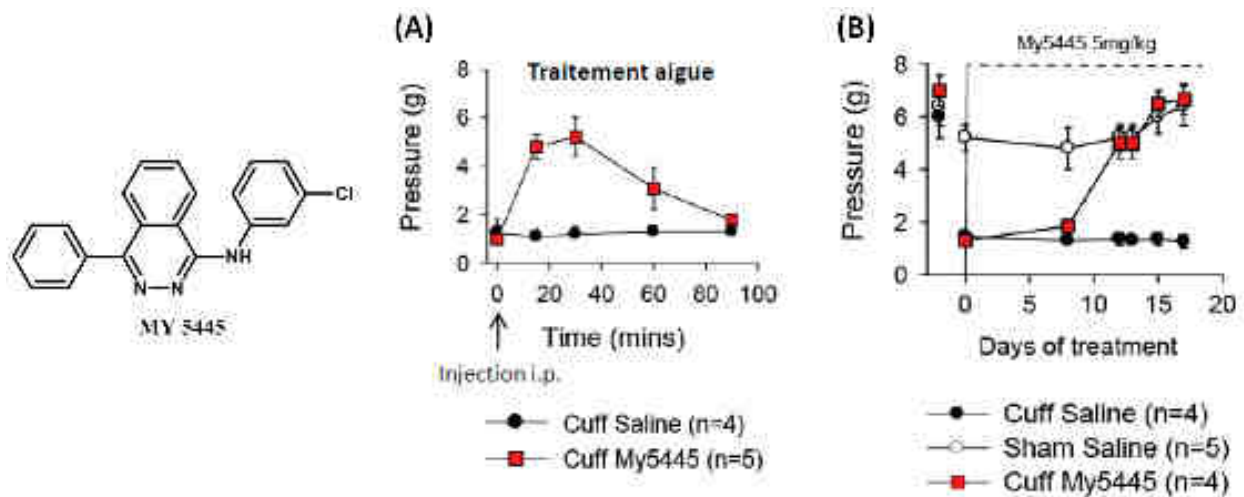 Cl
NH
N N
MY 5445
(A)
Traitement aigue
Pressure (g)
8
6
4
2
0
0 20 40 60 80 100
Time (mins)
Injection i.p.
Cuff Saline (n=4)
Cuff My5445 (n=5)
(B)
My5445 5mg/kg
Pressure (g)
8
6
4
2
0
0 5 10 15 20
Days of treatment
Cuff Saline (n=4)
Sham Saline (n=5)
Cuff My5445 (n=4)